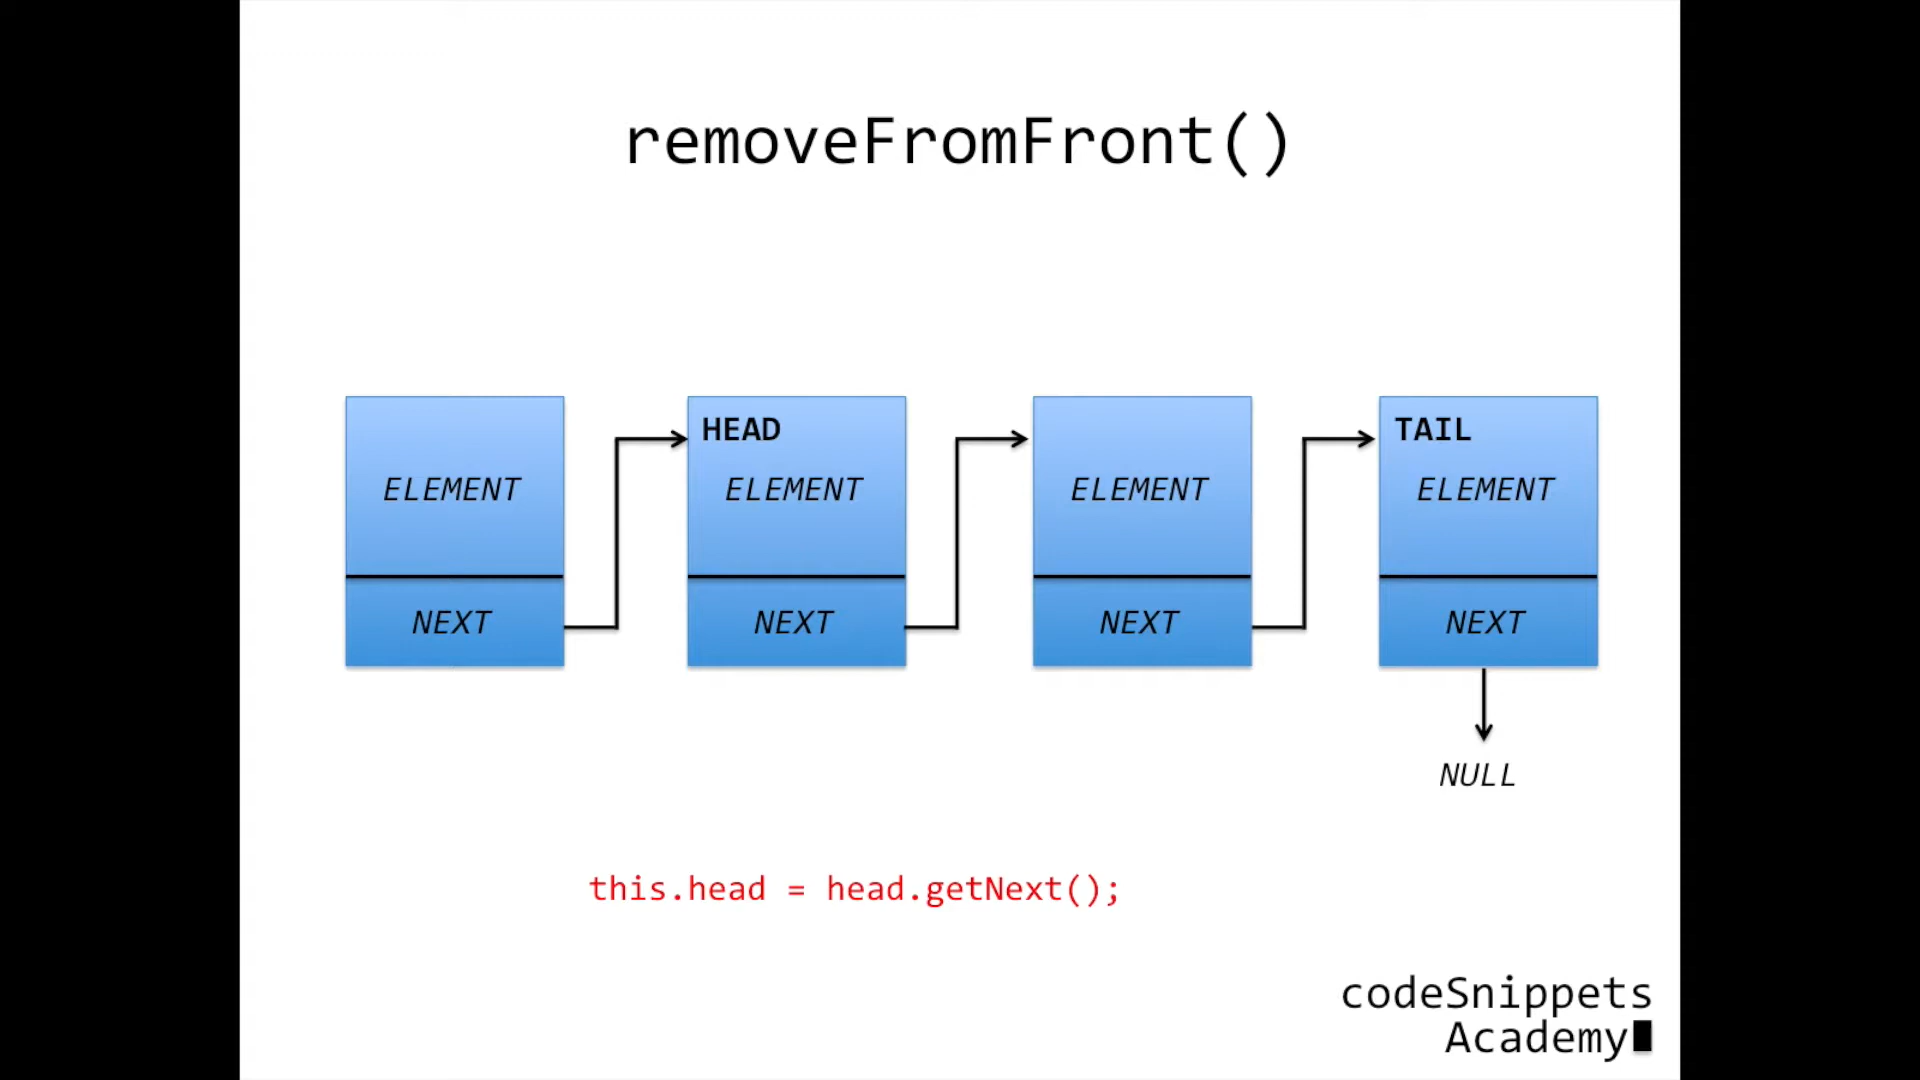 removeFromFront()
HEAD
TAIL
ELEMENT
ELEMENT
ELEMENT
ELEMENT
NEXT
NEXT
NEXT
NEXT
NULL
this.head = head.getNext();
codeSnippets
Academy